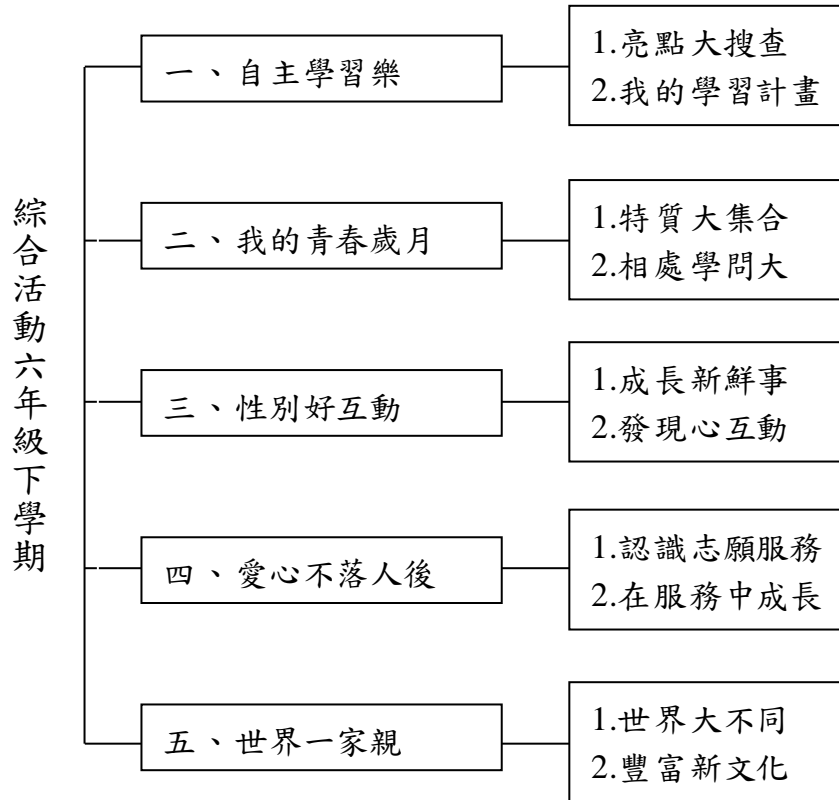 綜合活動六年級下學期
一、自主學習樂
1.亮點大搜查
2.我的學習計畫
二、我的青春歲月
1.特質大集合
2.相處學問大
三、性別好互動
1.成長新鮮事
2.發現心互動
四、愛心不落人後
1.認識志願服務
2.在服務中成長
五、世界一家親
1.世界大不同
2.豐富新文化